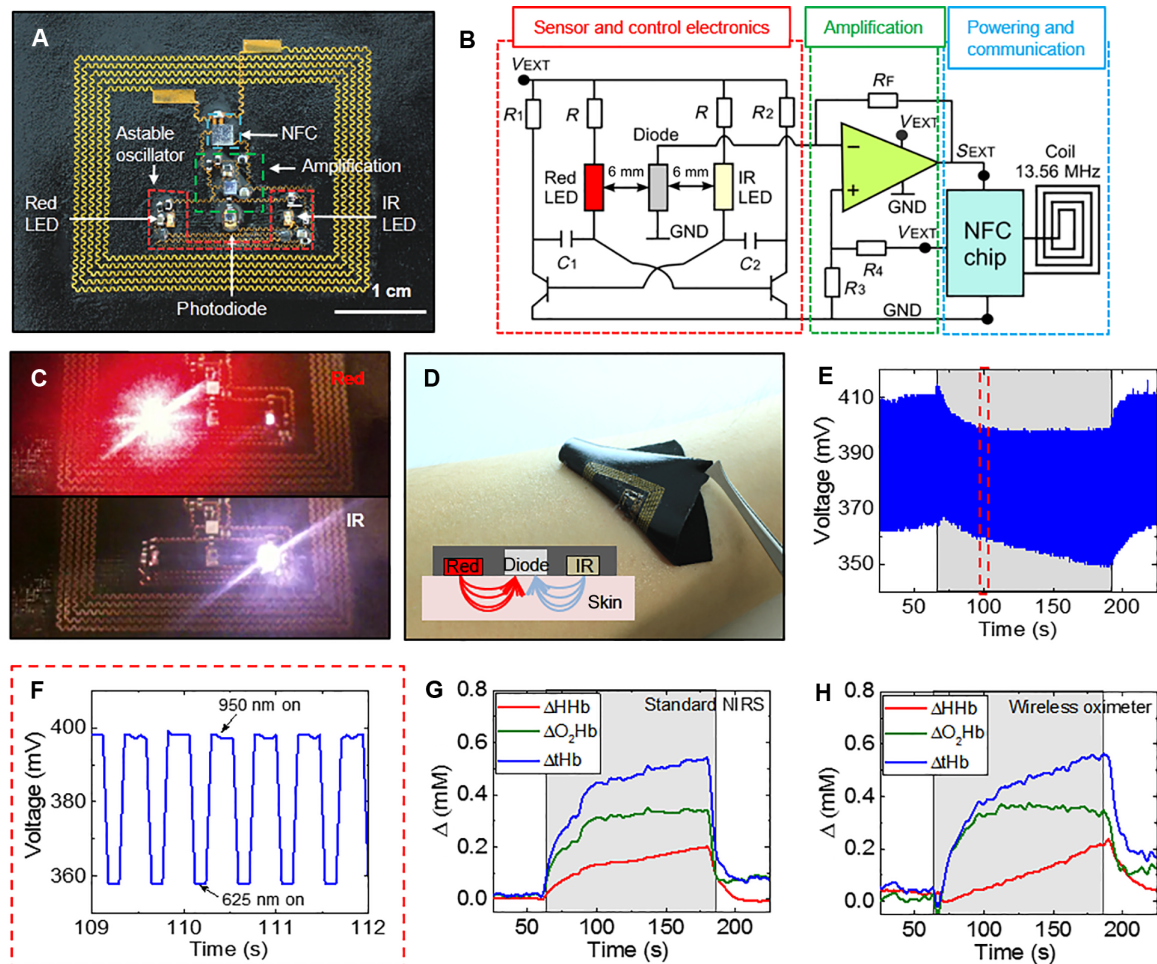 A
Astable
oscillator
NFC
Amplification
Red
LED
IR
LED
Photodiode
1 cm
B
Sensor and control electronics
Amplification
Powering and
communication
VEXT
R1
R
R
R2
Diode
Red
LED
6 mm
6 mm
IR
LED
GND
C1
C2
RF
VEXT
−
+
GND
SEXT
Coil
13.56 MHz
VEXT
R4
R3
NFC
chip
GND
C
Red
IR
D
Red
Diode
IR
Skin
E
Voltage (mV)
410
390
370
350
50
100
150
200
Time (s)
F
Voltage (mV)
400
380
360
950 nm on
625 nm on
109
110
111
112
Time (s)
G
Standard NIRS
ΔHHb
ΔO₂Hb
ΔtHb
Δ (mM)
0.8
0.6
0.4
0.2
0.0
50
100
150
200
Time (s)
H
Wireless oximeter
ΔHHb
ΔO₂Hb
ΔtHb
Δ (mM)
0.8
0.6
0.4
0.2
0.0
50
100
150
200
Time (s)